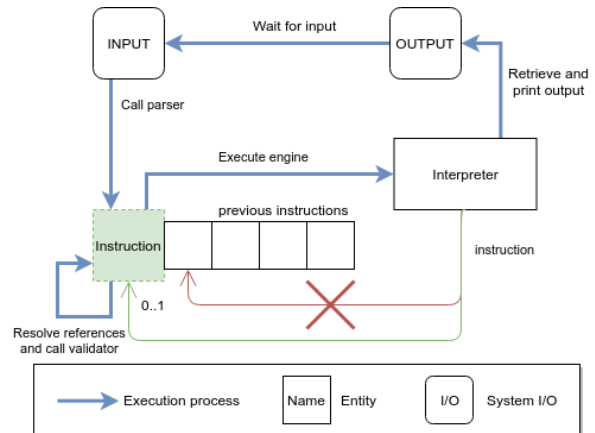 INPUT
Wait for input
OUTPUT
Retrieve and
print output
Call parser
Execute engine
Interpreter
previous instructions
Instruction
instruction
0..1
Resolve references
and call validator
Execution process
Name
Entity
I/O
System I/O